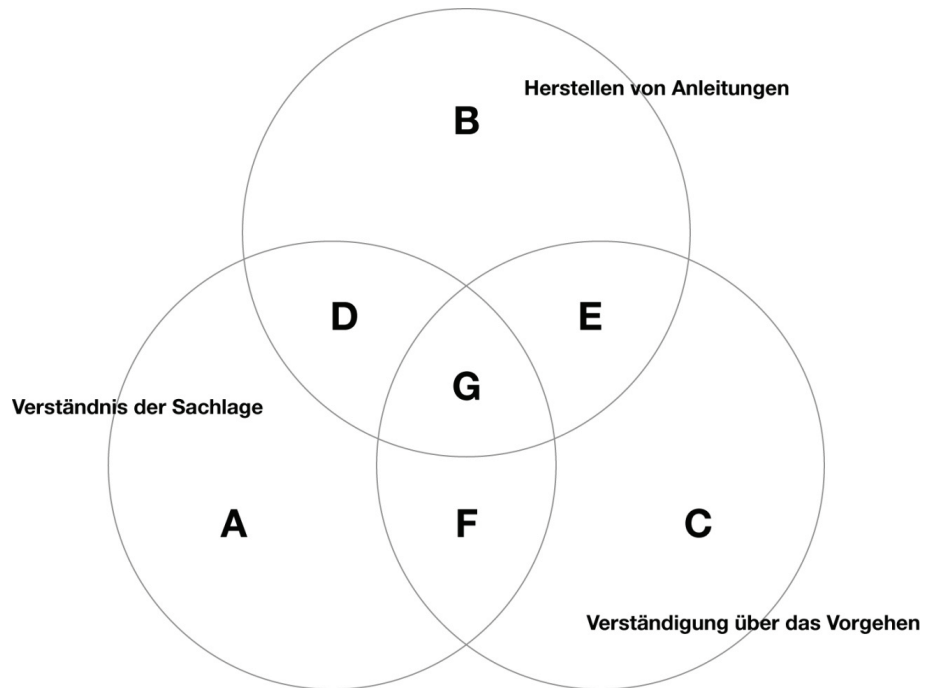 B
Herstellen von Anleitungen
D
E
G
Verständnis der Sachlage
A
F
C
Verständigung über das Vorgehen